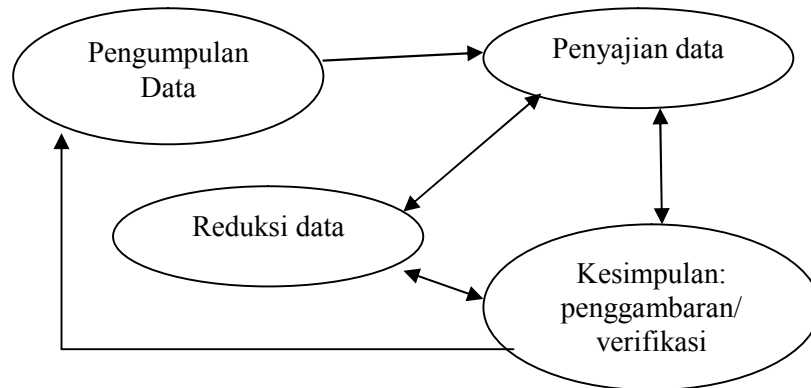 Pengumpulan
Data
Penyajian data
Reduksi data
Kesimpulan:
penggambaran/
verifikasi